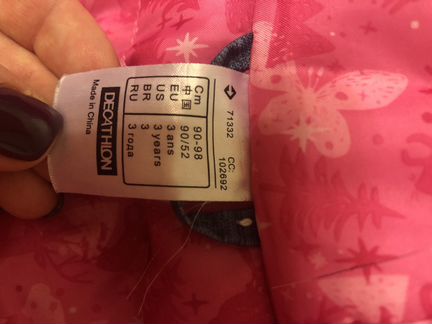 71332
CC:
102692
Cm 90-98
中国 90/52
EU 3 ans
US 3 years
BR 3
RU 3 года
DECATHLON
Made in China